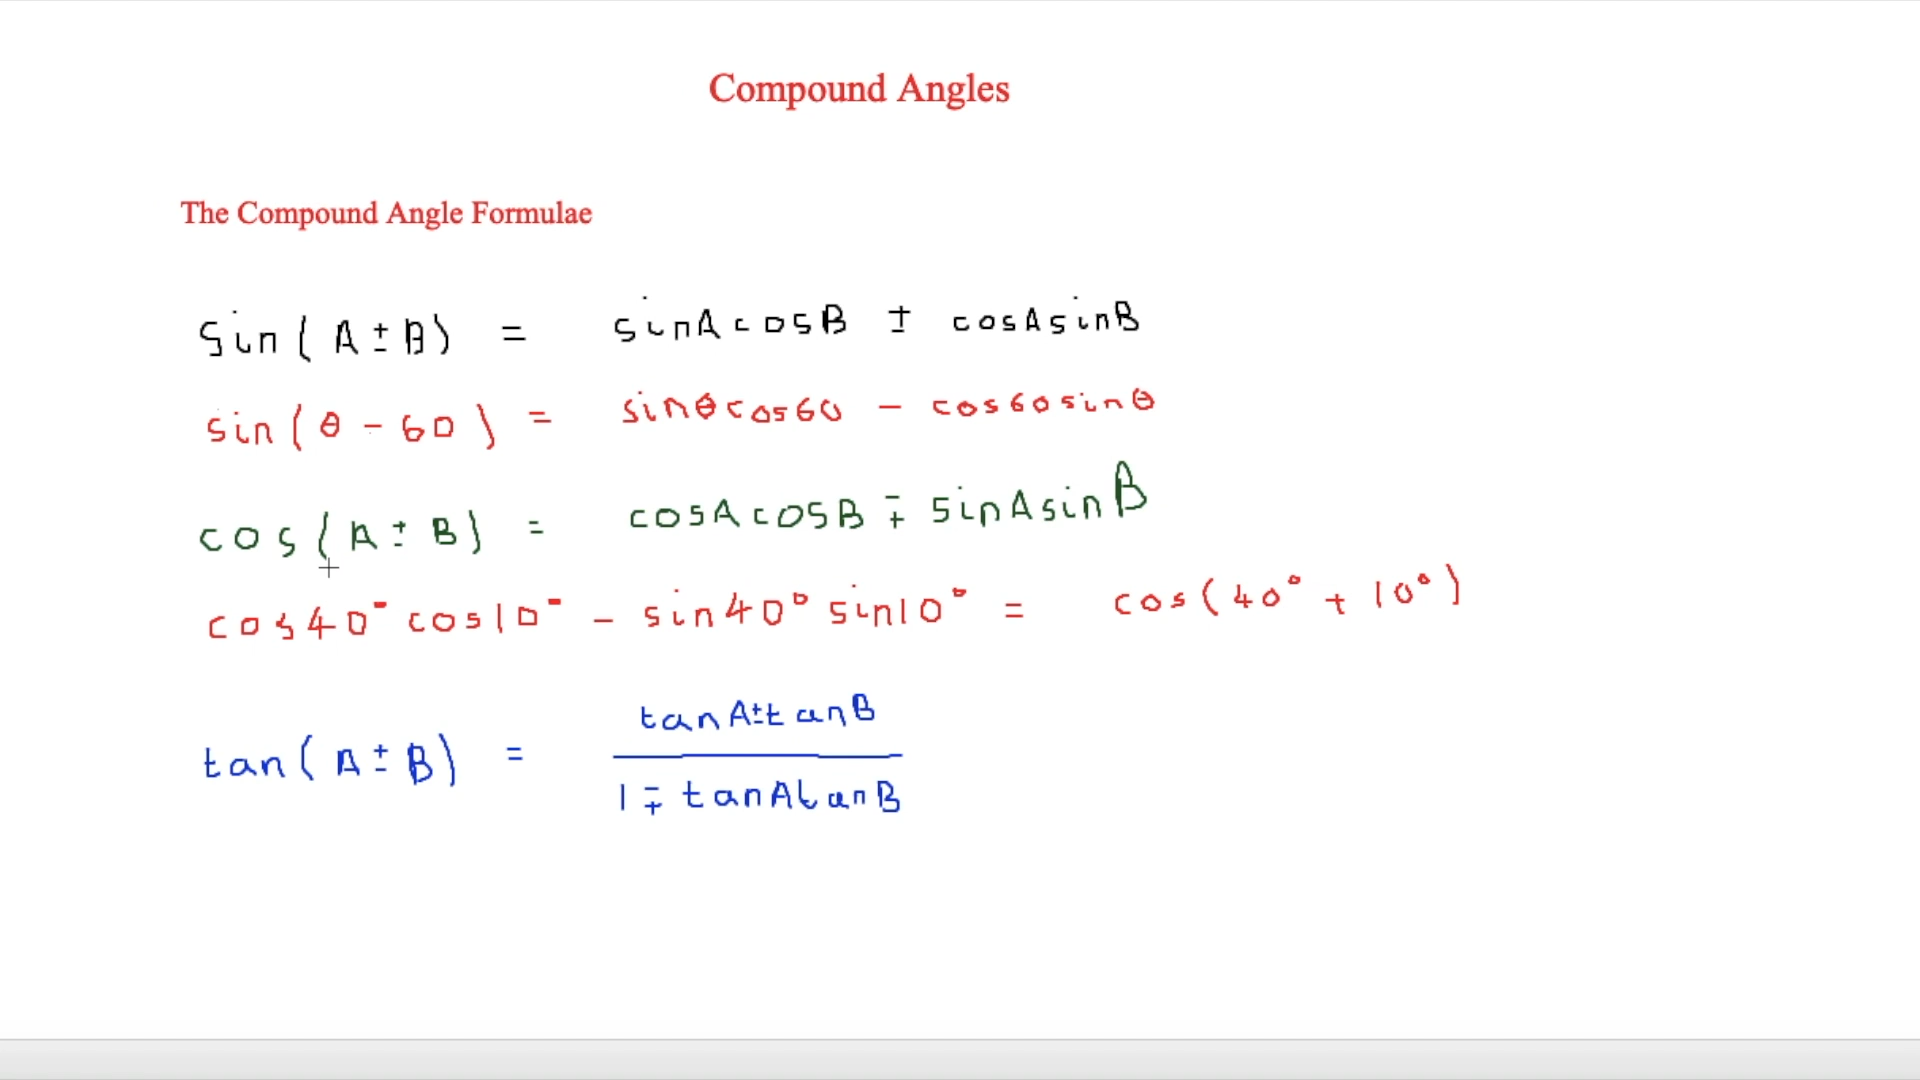 Compound Angles
The Compound Angle Formulae
sin(A ± B) = sinAcosB ± cosAsinB
sin(θ - 60) = sinθcos60 - cos60sinθ
cos(A ± B) = cosAcosB ∓ sinAsinB
cos40° cos10° - sin40° sin10° = cos(40° + 10°)
tan(A ± B) = tanA±tanB / 1 ∓ tanAtanB